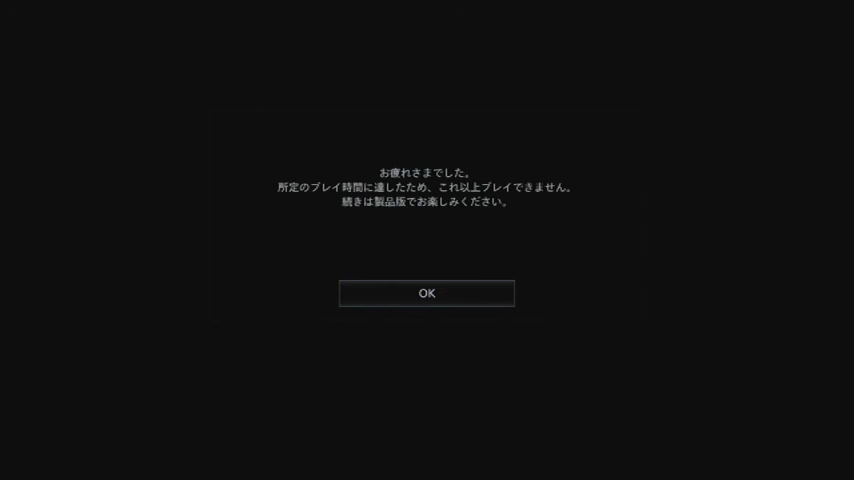 お疲れさまでした。
所定のプレイ時間に達したため、これ以上プレイできません。
続きは製品版でお楽しみください。
OK